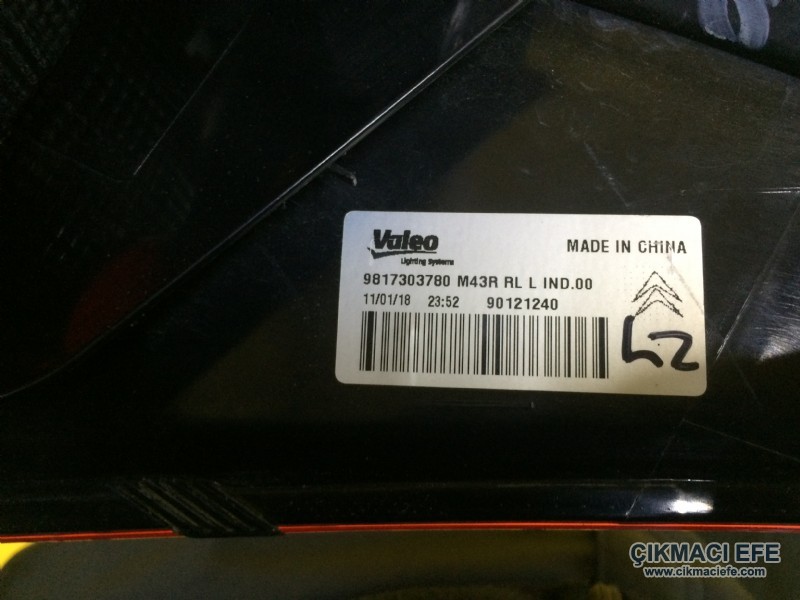 Valeo
Lighting Systems
MADE IN CHINA
9817303780 M43R RL L IND.00
11/01/18 23:52 90121240
ÇIKMACI EFE
www.cikmaciefe.com